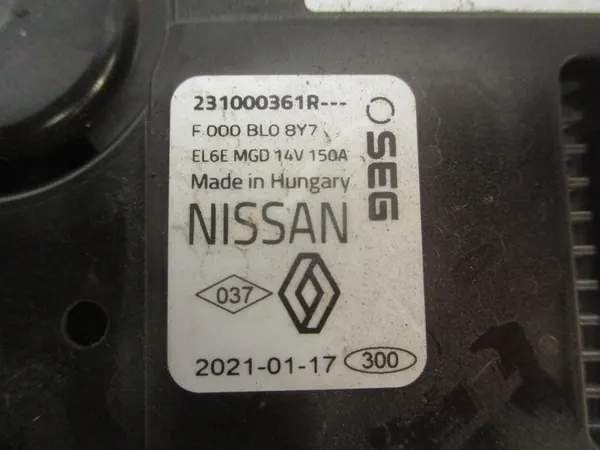 231000361R---
F 000 BL0 8Y7
EL6E MGD 14V 150A
Made in Hungary
NISSAN
SEG
037
2021-01-17 300